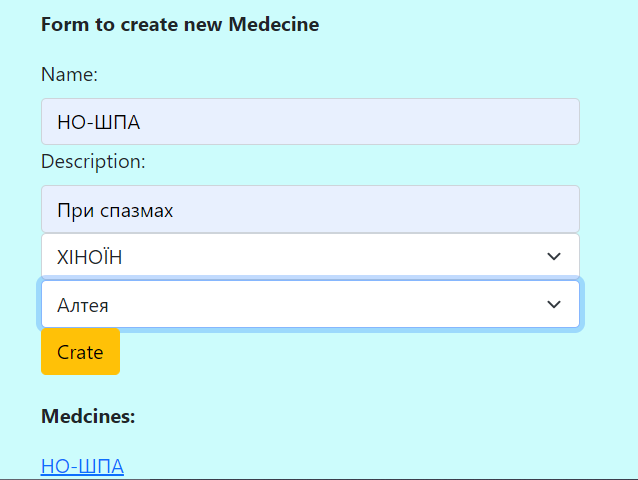 Form to create new Medecine
Name:
НО-ШПА
Description:
При спазмах
ХІНОЇН
Алтея
Crate
Medcines:
НО-ШПА